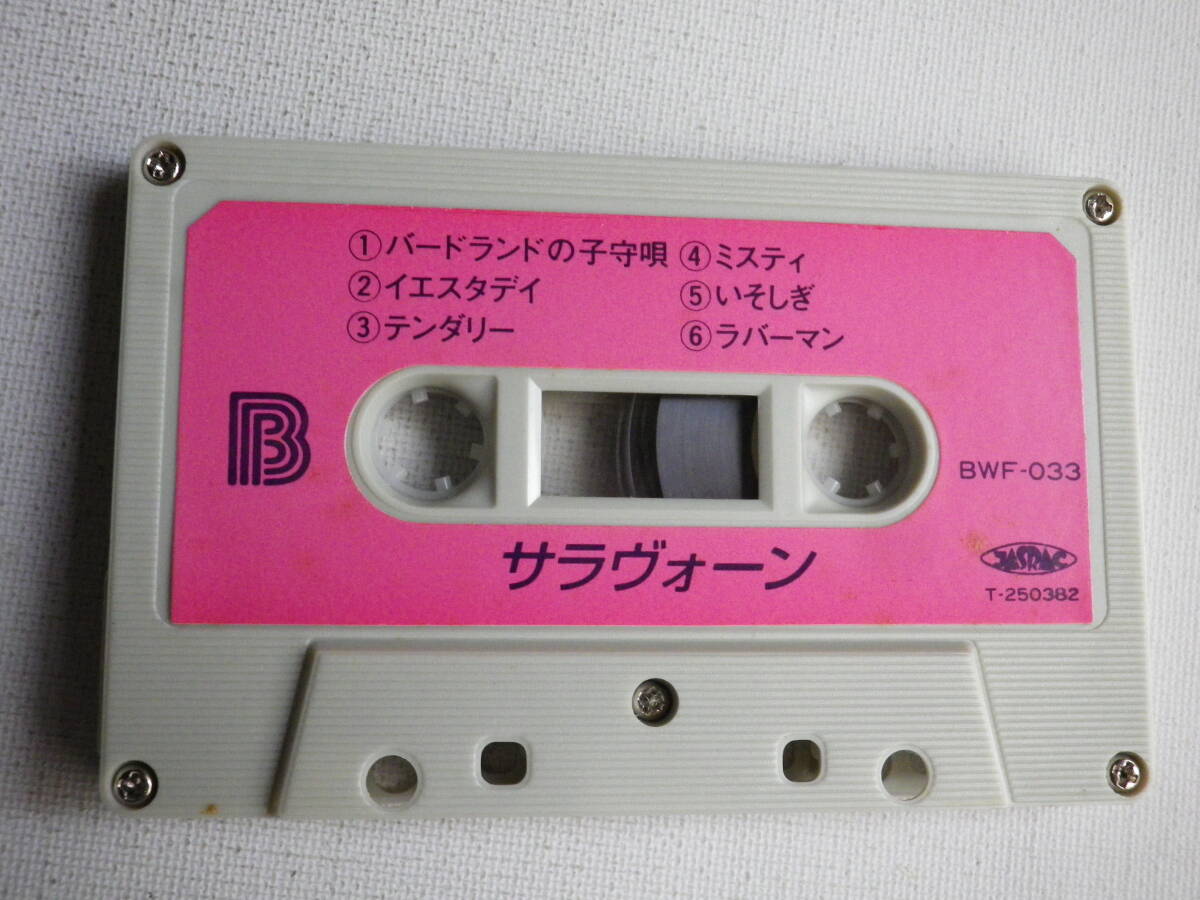 ①バードランドの子守唄
②イエスタデイ
③テンダリー
④ミスティ
⑤いそしぎ
⑥ラバーマン
B
BWF-033
サラヴォーン
JASRAC
T-250382